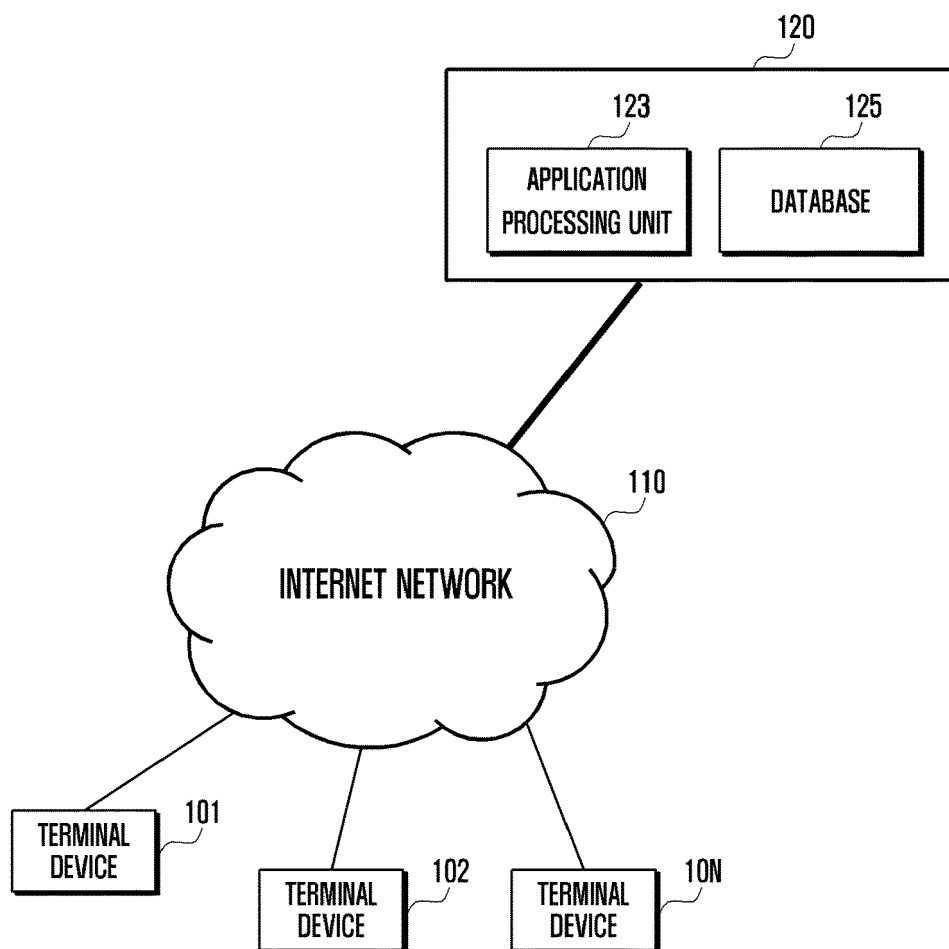 120
123
125
APPLICATION
PROCESSING UNIT
DATABASE
110
INTERNET NETWORK
101
TERMINAL
DEVICE
102
TERMINAL
DEVICE
10N
TERMINAL
DEVICE